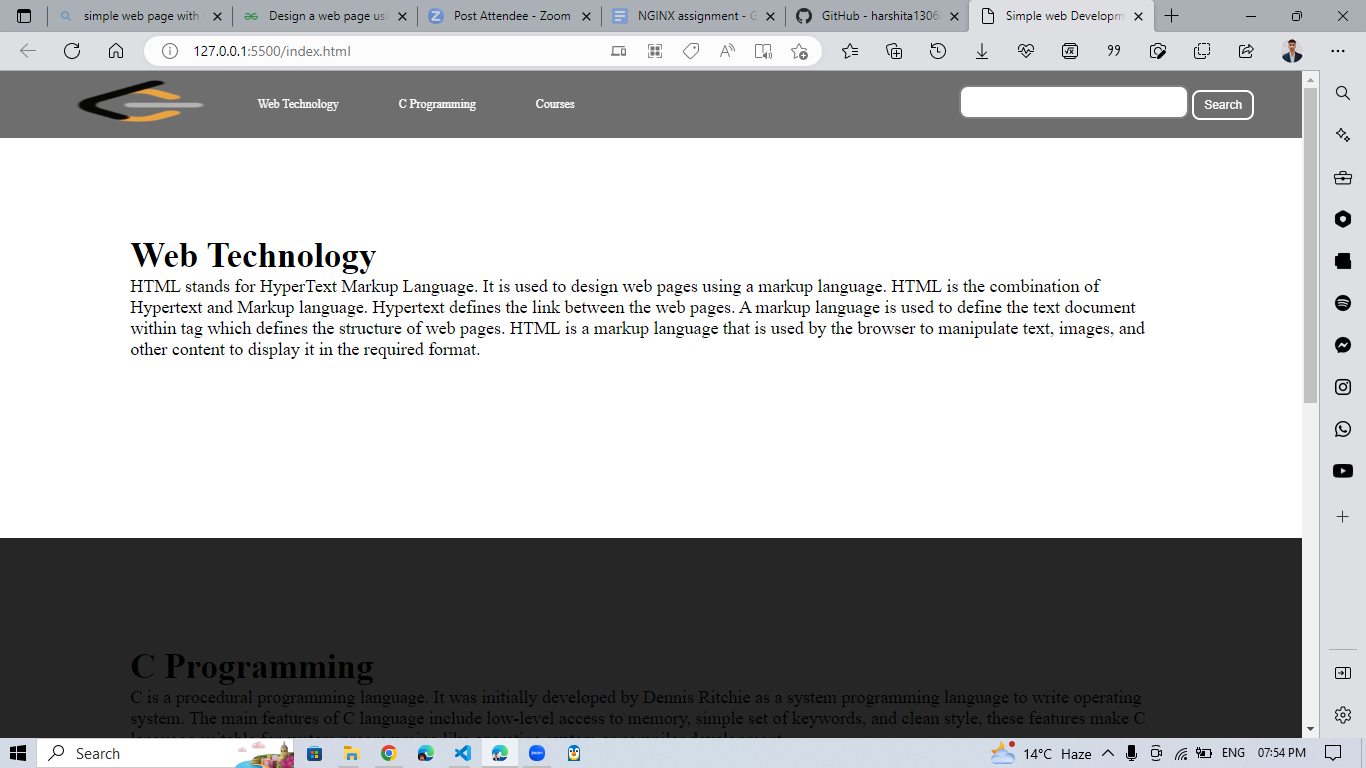 simple web page with
Design a web page us
Post Attendee - Zoom
NGINX assignment - G
GitHub - harshita1306
Simple web Developm
127.0.0.1:5500/index.html
Web Technology
C Programming
Courses
Search
Web Technology
HTML stands for HyperText Markup Language. It is used to design web pages using a markup language. HTML is the combination of
Hypertext and Markup language. Hypertext defines the link between the web pages. A markup language is used to define the text document
within tag which defines the structure of web pages. HTML is a markup language that is used by the browser to manipulate text, images, and
other content to display it in the required format.
C Programming
C is a procedural programming language. It was initially developed by Dennis Ritchie as a system programming language to write operating
system. The main features of C language include low-level access to memory, simple set of keywords, and clean style, these features make C
Search
14°C Haze
ENG
07:54 PM